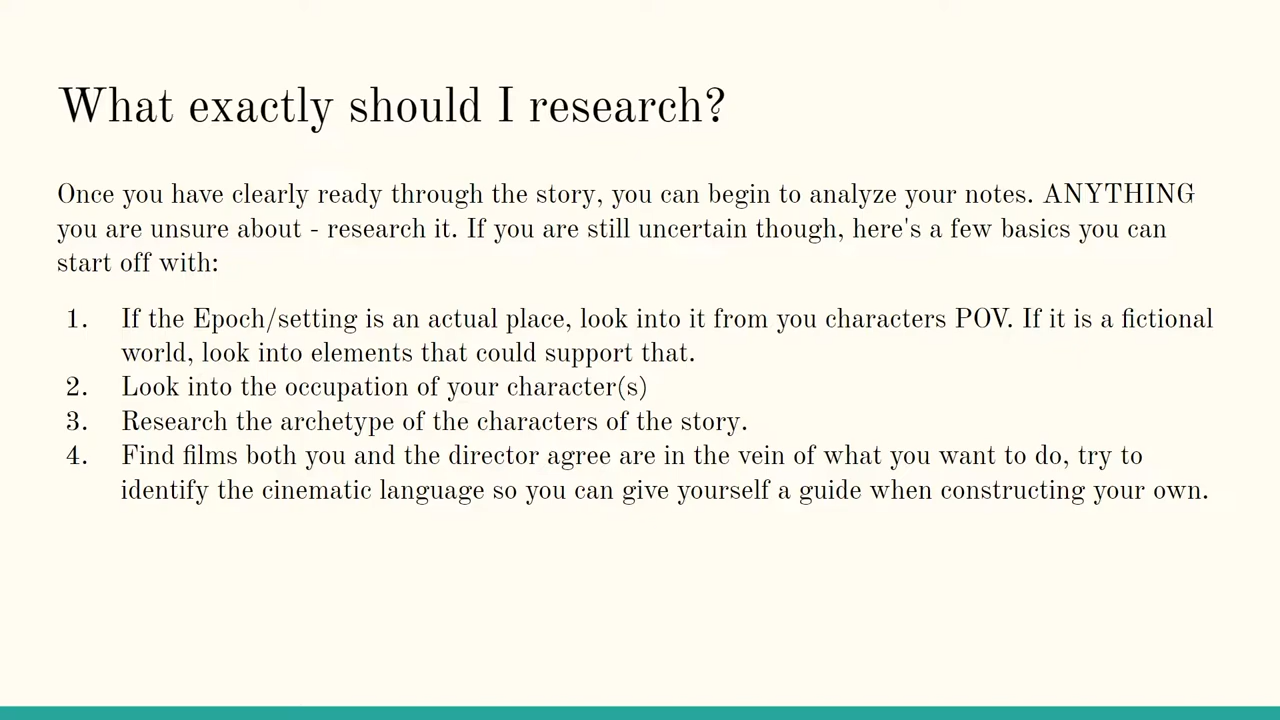 What exactly should I research?
Once you have clearly ready through the story, you can begin to analyze your notes. ANYTHING
you are unsure about - research it. If you are still uncertain though, here's a few basics you can
start off with:
1. If the Epoch/setting is an actual place, look into it from you characters POV. If it is a fictional
world, look into elements that could support that.
2. Look into the occupation of your character(s)
3. Research the archetype of the characters of the story.
4. Find films both you and the director agree are in the vein of what you want to do, try to
identify the cinematic language so you can give yourself a guide when constructing your own.